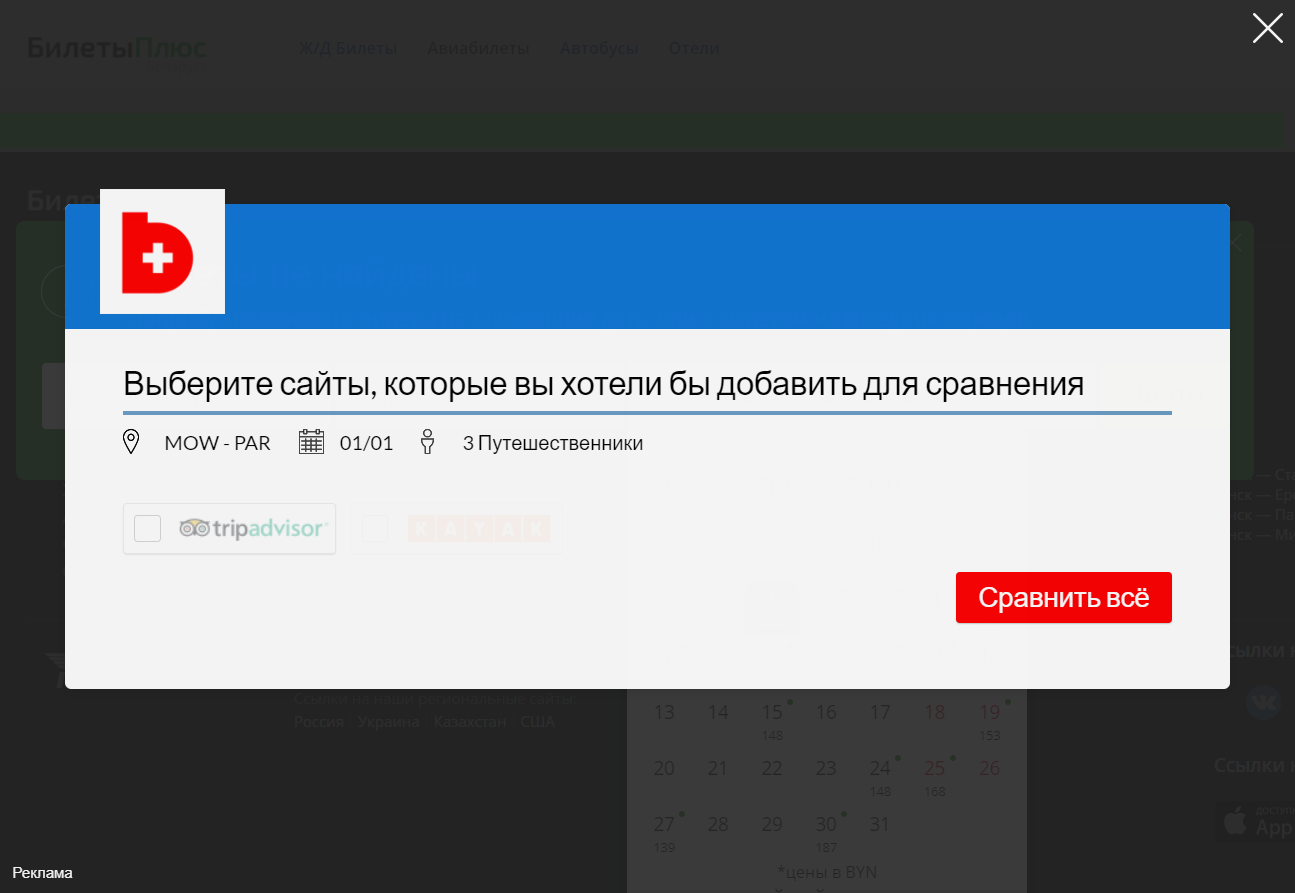 БилетыПлюс
Ж/Д Билеты Авиабилеты Автобусы Отели
Выберите сайты, которые вы хотели бы добавить для сравнения
MOW - PAR 01/01 3 Путешественники
tripadvisor KAYAK
Сравнить всё
Ссылки на наши региональные сайты:
Россия Украина Казахстан США
13 14 15 16 17 18 19
148 153
20 21 22 23 24 25 26
148 168
27 28 29 30 31
139 187
*цены в BYN
App
Реклама